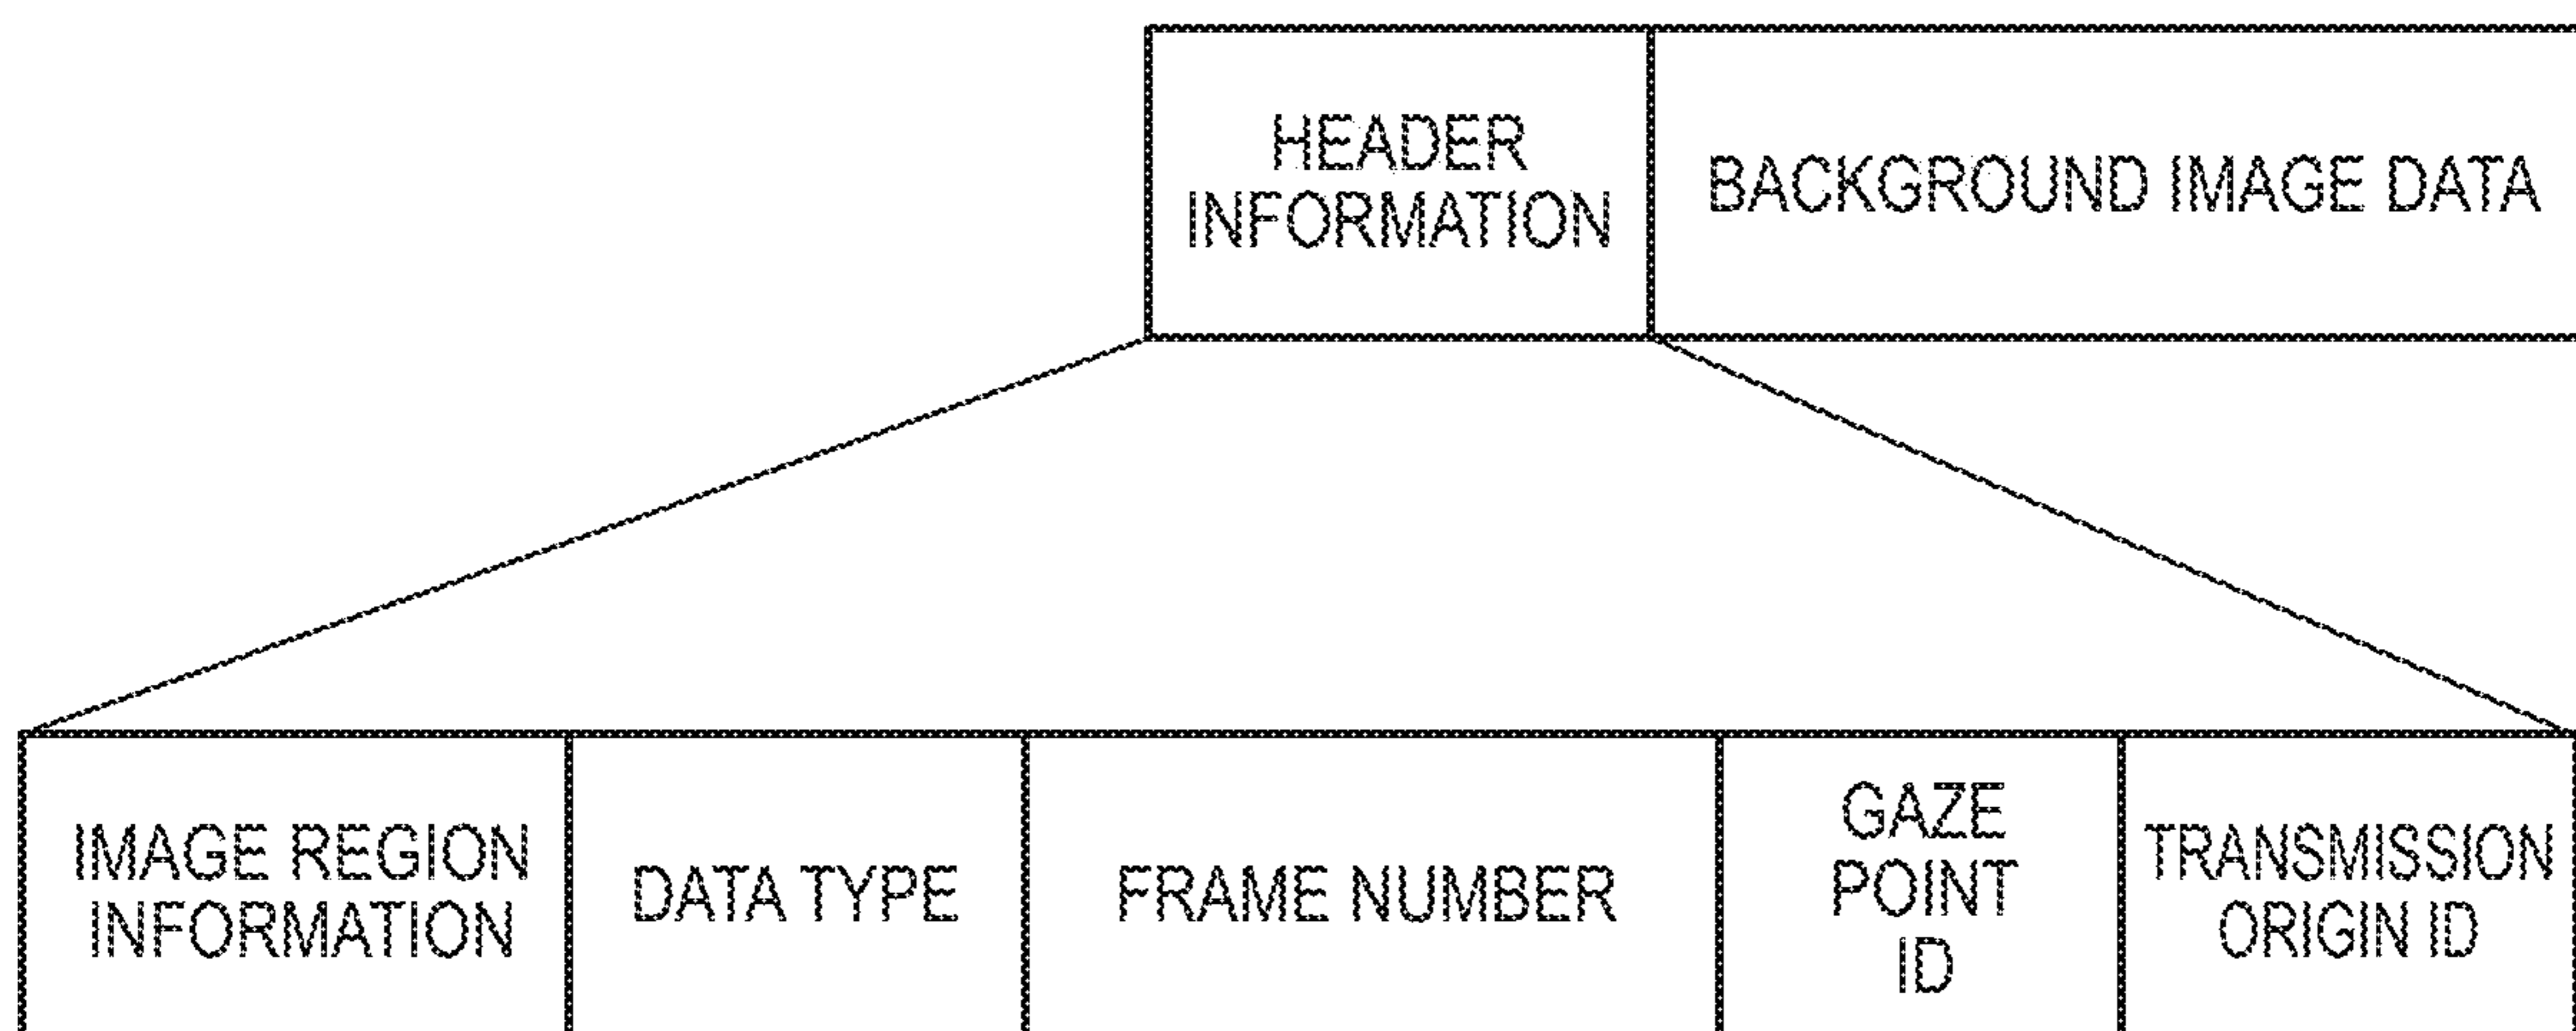 HEADER
INFORMATION
BACKGROUND IMAGE DATA
IMAGE REGION
INFORMATION
DATA TYPE
FRAME NUMBER
GAZE
POINT
ID
TRANSMISSION
ORIGIN ID